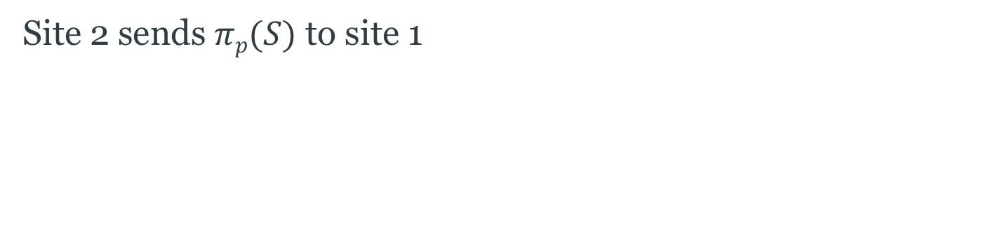 Site 2 sends π_p(S) to site 1